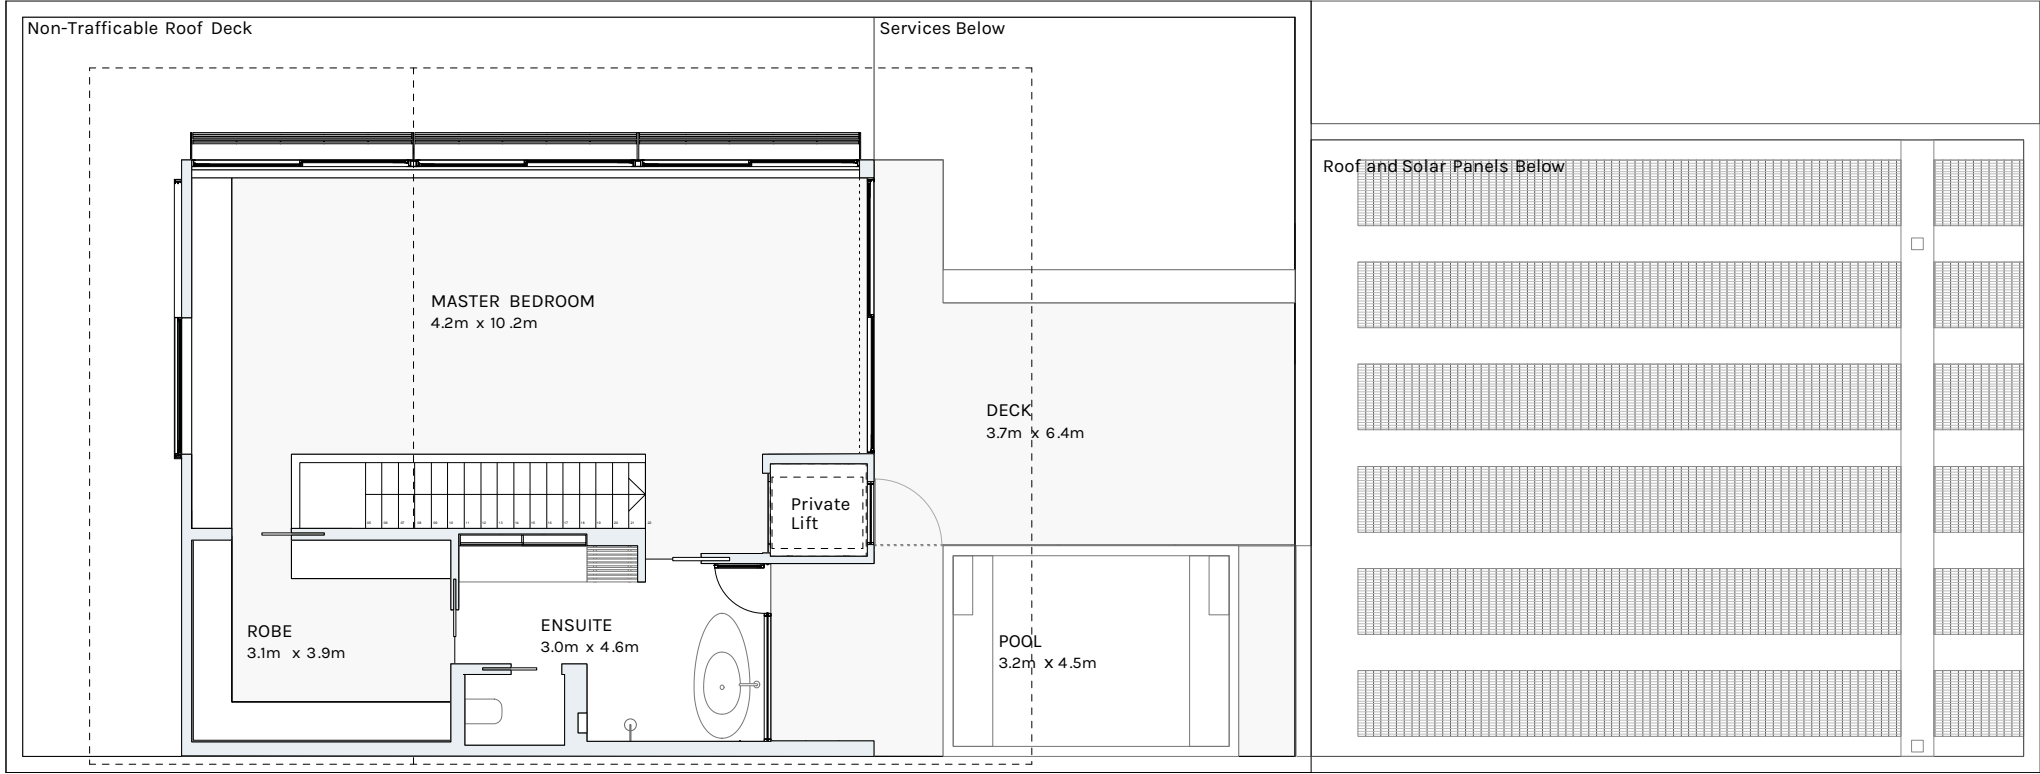 Non-Trafficable Roof Deck
Services Below
Roof and Solar Panels Below
MASTER BEDROOM
4.2m x 10.2m
DECK
3.7m x 6.4m
Private
Lift
ROBE
3.1m x 3.9m
ENSUITE
3.0m x 4.6m
POOL
3.2m x 4.5m